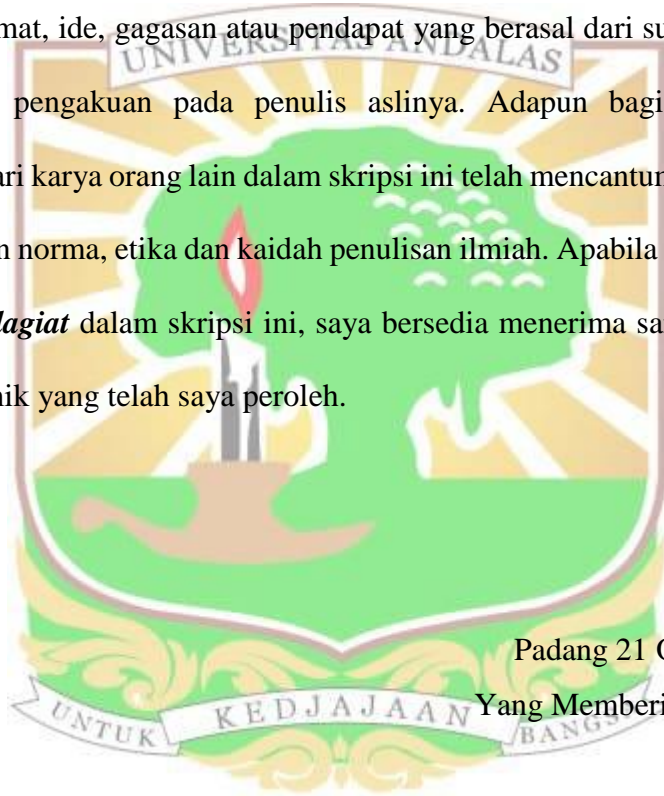 mat, ide, gagasan atau pendapat yang berasal dari su
UNIVERSITAS ANDALAS
pengakuan pada penulis aslinya. Adapun bagi
ri karya orang lain dalam skripsi ini telah mencantun
n norma, etika dan kaidah penulisan ilmiah. Apabila
lagiat dalam skripsi ini, saya bersedia menerima sa
nik yang telah saya peroleh.
Padang 21
Yang Memberi
UNTUK KEDJAJAAN BANGSA